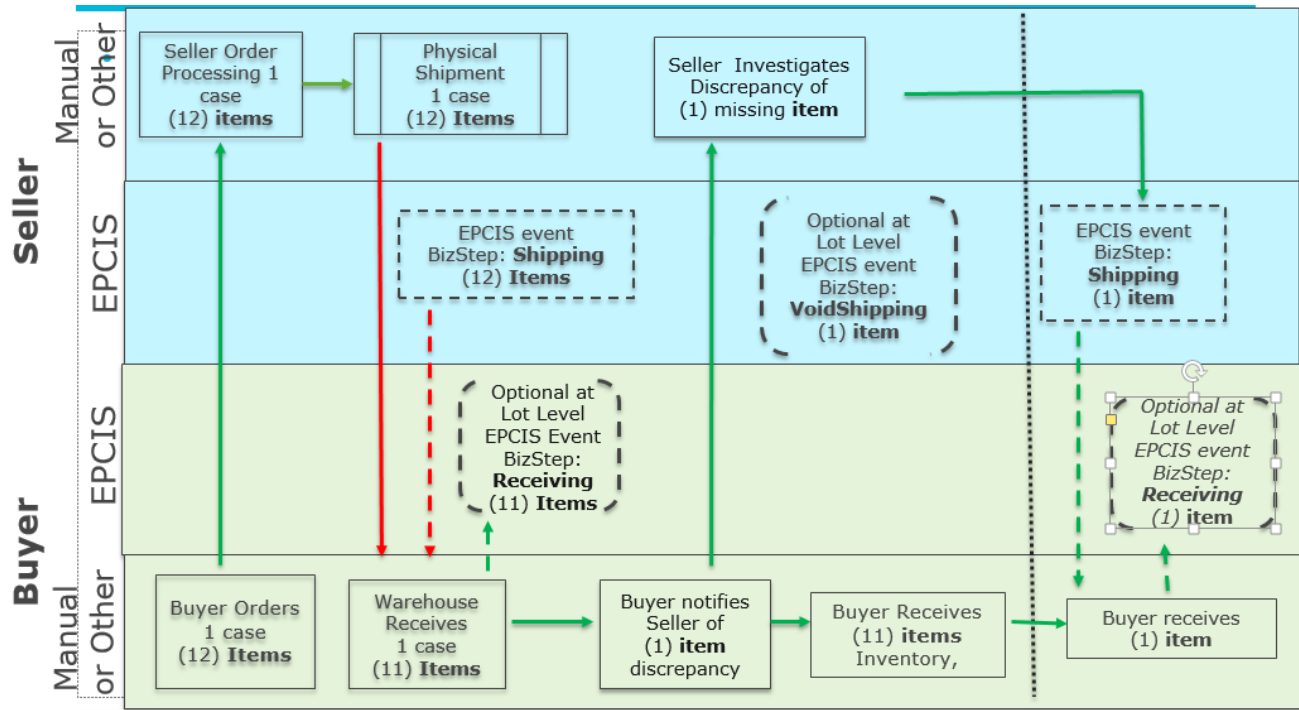 Seller
Manual
or Other
Seller Order
Processing 1
case
(12) items
Physical
Shipment
1 case
(12) Items
Seller Investigates
Discrepancy of
(1) missing item
EPCIS
EPCIS event
BizStep: Shipping
(12) Items
Optional at
Lot Level
EPCIS event
BizStep:
VoidShipping
(1) item
EPCIS event
BizStep:
Shipping
(1) item
Buyer
EPCIS
Optional at
Lot Level
EPCIS Event
BizStep:
Receiving
(11) Items
Optional at
Lot Level
EPCIS event
BizStep:
Receiving
(1) item
Manual
or Other
Buyer Orders
1 case
(12) Items
Warehouse
Receives
1 case
(11) Items
Buyer notifies
Seller of
(1) item
discrepancy
Buyer Receives
(11) items
Inventory,
Buyer receives
(1) item